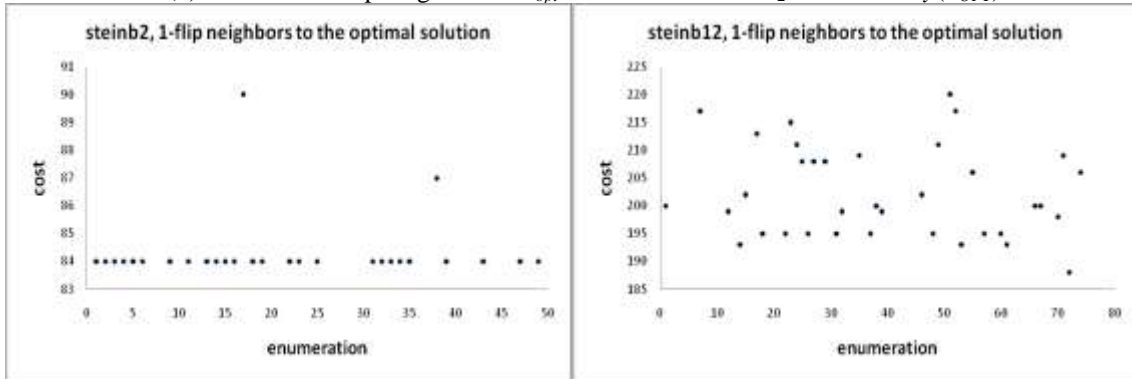 steinb2, 1-flip neighbors to the optimal solution
91
90
89
88
87
86
85
84
83
cost
0 5 10 15 20 25 30 35 40 45 50
enumeration
steinb12, 1-flip neighbors to the optimal solution
225
220
215
210
205
200
195
190
185
cost
0 10 20 30 40 50 60 70 80
enumeration